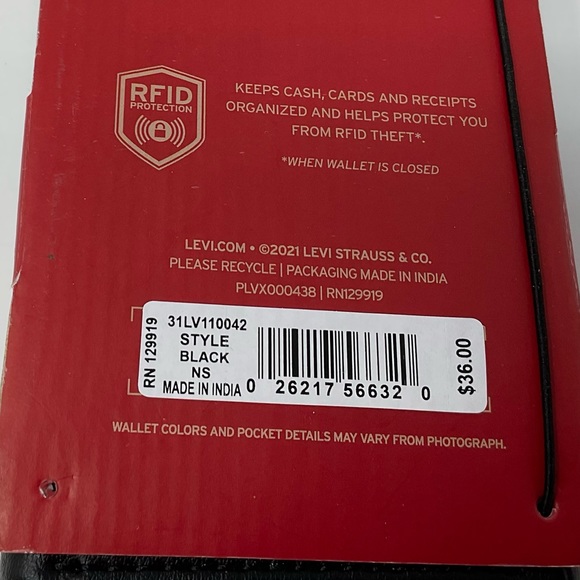 RFID
PROTECTION
KEEPS CASH, CARDS AND RECEIPTS
ORGANIZED AND HELPS PROTECT YOU
FROM RFID THEFT*.
*WHEN WALLET IS CLOSED
LEVI.COM • ©2021 LEVI STRAUSS & CO.
PLEASE RECYCLE | PACKAGING MADE IN INDIA
PLVX000438 | RN129919
RN 129919
31LV110042
STYLE
BLACK
NS
MADE IN INDIA
0 26217 56632 0
$36.00
WALLET COLORS AND POCKET DETAILS MAY VARY FROM PHOTOGRAPH.